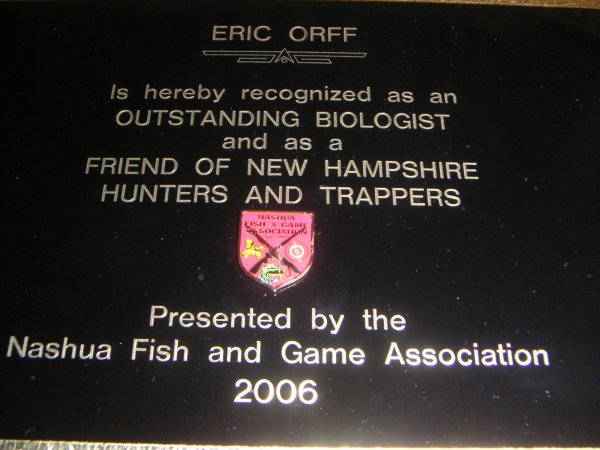 ERIC ORFF
Is hereby recognized as an
OUTSTANDING BIOLOGIST
and as a
FRIEND OF NEW HAMPSHIRE
HUNTERS AND TRAPPERS
NASHUA
FISH & GAME
ASSOCIATION
Presented by the
Nashua Fish and Game Association
2006